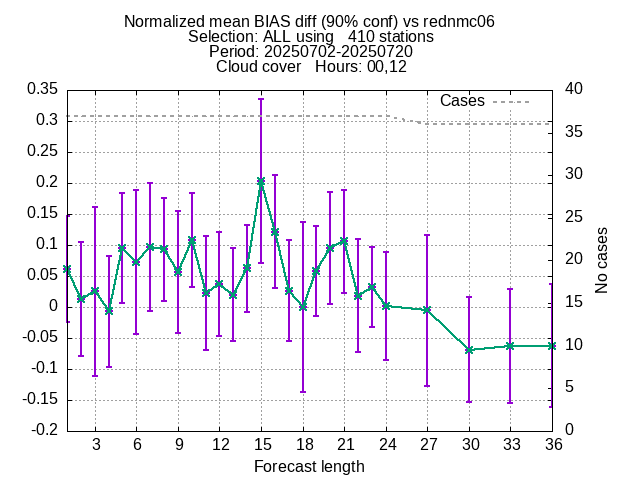 Normalized mean BIAS diff (90% conf) vs rednmc06
Selection: ALL using   410 stations
Period: 20250702-20250720
Cloud cover   Hours: 00,12
Cases
0.35
0.3
0.25
0.2
0.15
0.1
0.05
0
-0.05
-0.1
-0.15
-0.2
40
35
30
25
20
15
10
5
0
No cases
3 6 9 12 15 18 21 24 27 30 33 36
Forecast length